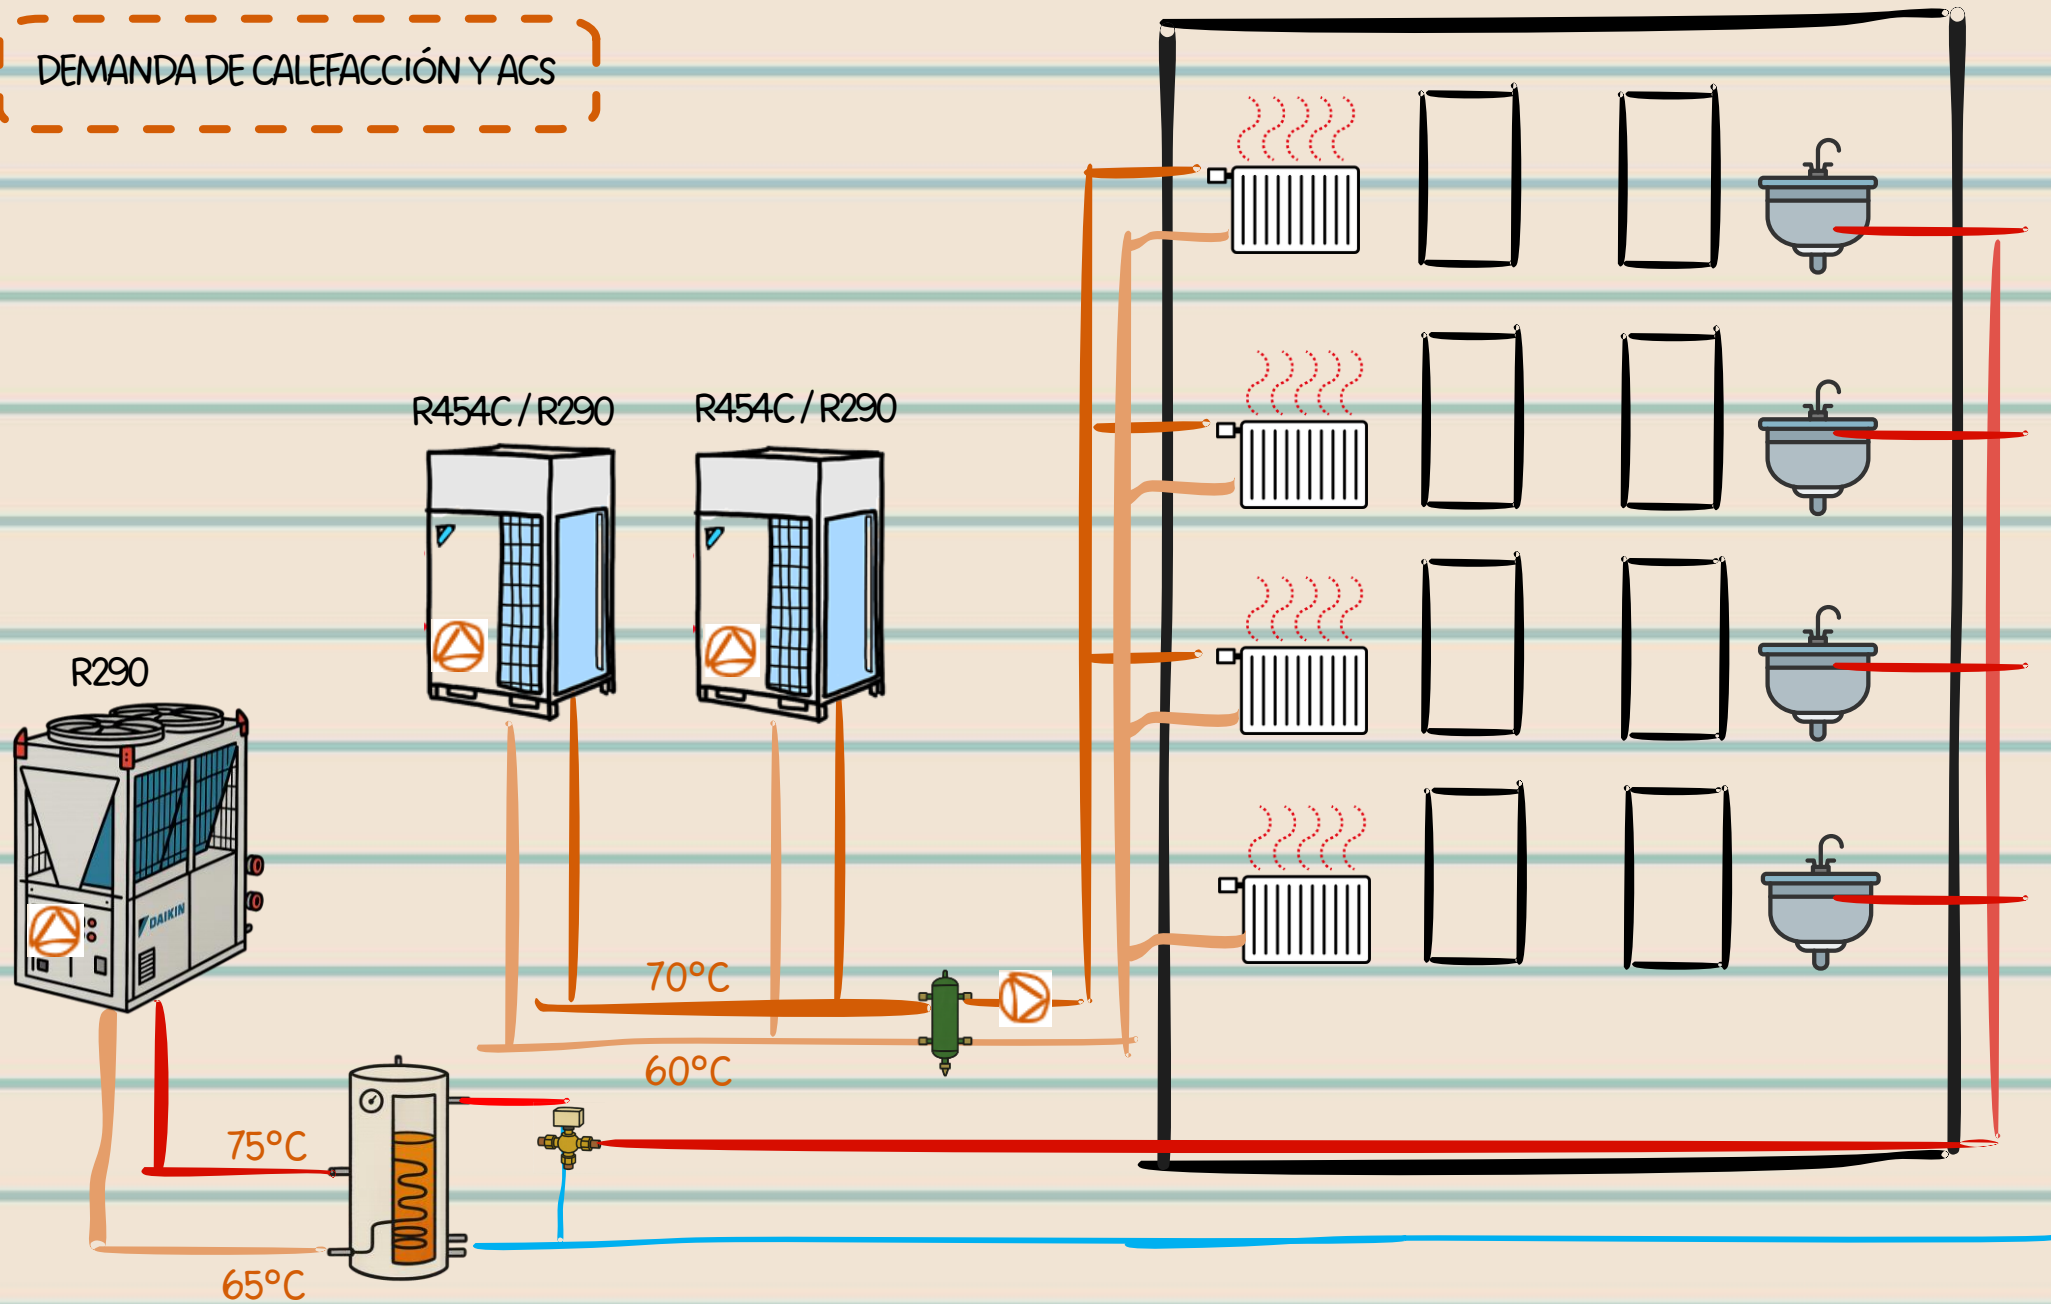 DEMANDA DE CALEFACCIÓN Y ACS
R454C / R290
R454C / R290
R290
DAIKIN
70°C
60°C
75°C
65°C